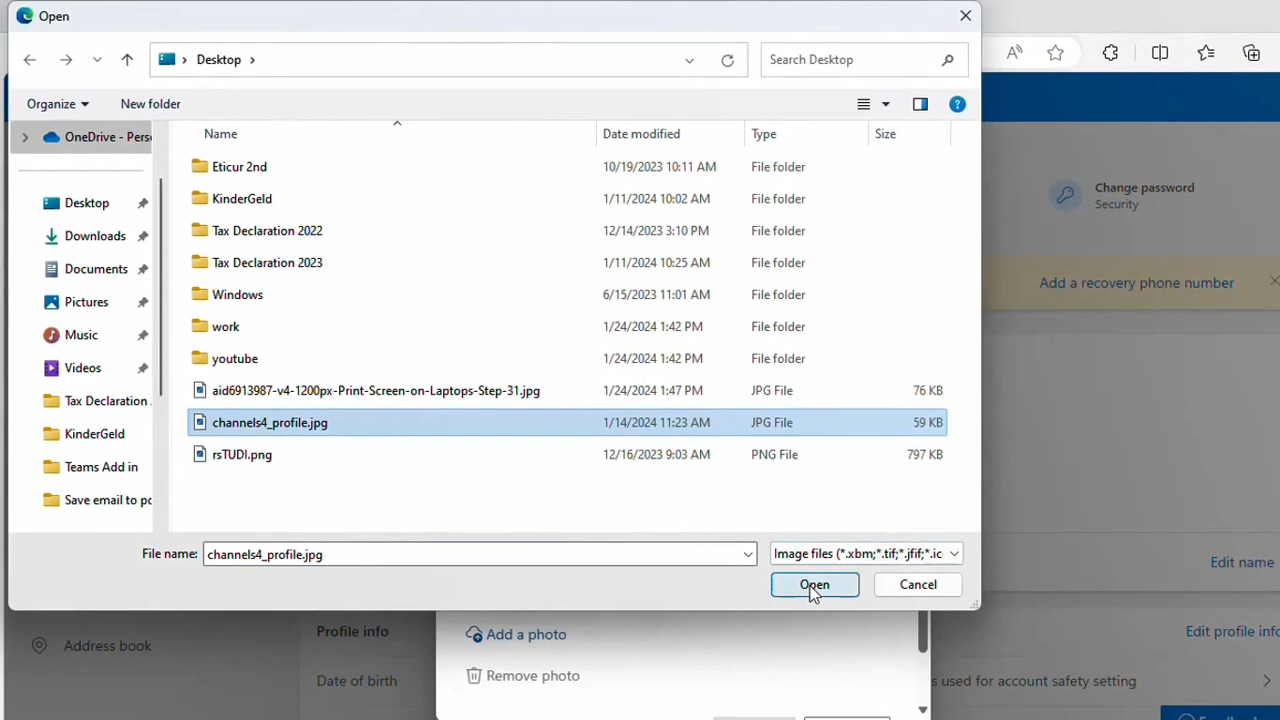 Open
Desktop
Search Desktop
Organize
New folder
Name
Date modified
Type
Size
OneDrive - Pers
Desktop
Downloads
Documents
Pictures
Music
Videos
Tax Declaration
KinderGeld
Teams Add in
Save email to pc
Eticur 2nd 10/19/2023 10:11 AM File folder
KinderGeld 1/11/2024 10:02 AM File folder
Tax Declaration 2022 12/14/2023 3:10 PM File folder
Tax Declaration 2023 1/11/2024 10:25 AM File folder
Windows 6/15/2023 11:01 AM File folder
work 1/24/2024 1:42 PM File folder
youtube 1/24/2024 1:42 PM File folder
aid6913987-v4-1200px-Print-Screen-on-Laptops-Step-31.jpg 1/24/2024 1:47 PM JPG File 76 KB
channels4_profile.jpg 1/14/2024 11:23 AM JPG File 59 KB
rsTUDI.png 12/16/2023 9:03 AM PNG File 797 KB
File name: channels4_profile.jpg
Image files (*.xbm;*.tif;*.jfif;*.ic
Open
Cancel
Change password
Security
Add a recovery phone number
Edit name
Address book
Profile info
Edit profile info
Date of birth
s used for account safety setting
Add a photo
Remove photo